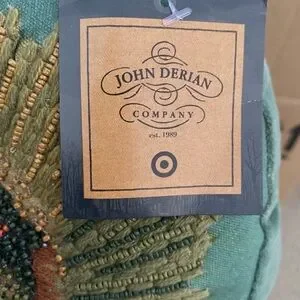 JOHN DERIAN
COMPANY
est. 1989